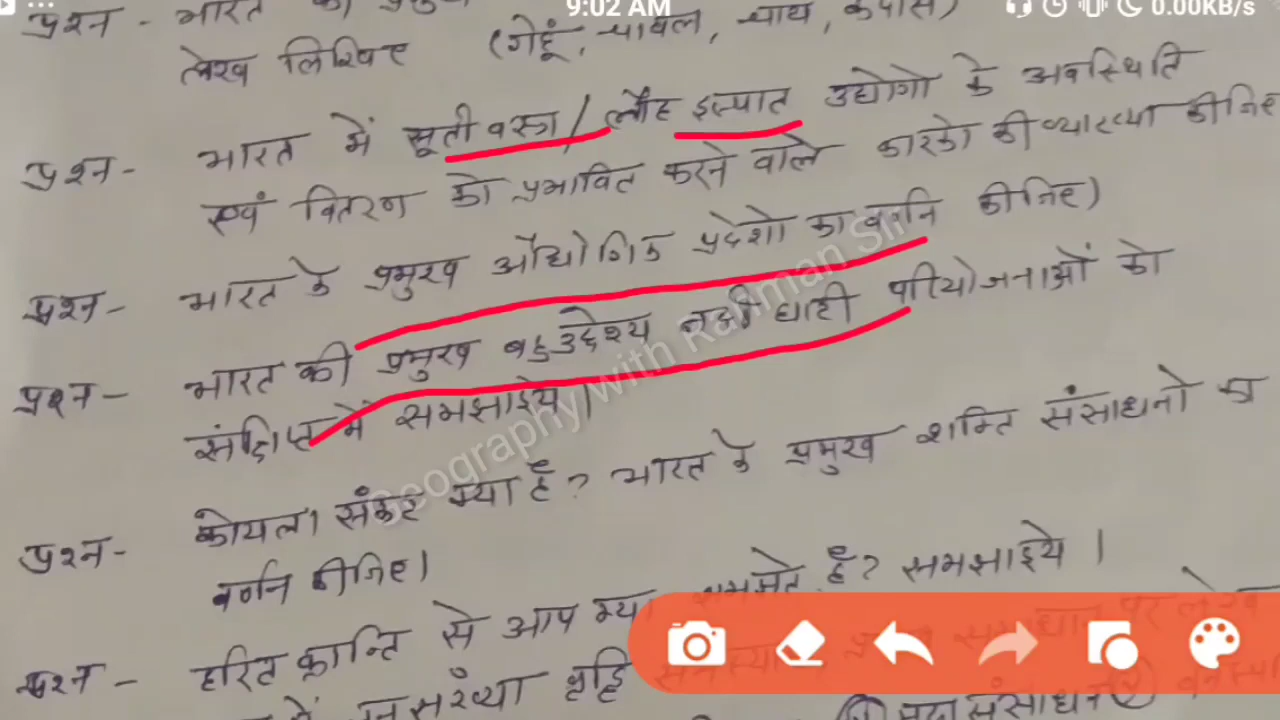 9:02 AM 0.00KB/s
प्रश्न - भारत की प्रमुख
लेख लिखिए (गेहूं, चावल, चाय, कपास)
प्रश्न - भारत में सूती वस्त्र / लौह इस्पात उद्योगो के अवस्थिति
एवं वितरण को प्रभावित करने वाले कारको की व्याख्या कीजिए
प्रश्न - भारत के प्रमुख औद्योगिक प्रदेशो का वर्णन कीजिए)
प्रश्न - भारत की प्रमुख बहुउद्देश्य नदी घाटी परियोजनाओं को
संक्षिप्त में समझाइये।
प्रश्न - कोयला संकट क्या है? भारत के प्रमुख शक्ति संसाधनो का
वर्णन कीजिए।
प्रश्न - हरित क्रान्ति से आप क्या समझते है? समझाइये।
में जनसंख्या वृद्धि
मृदा संसाधन
Geography with Rahman Sir